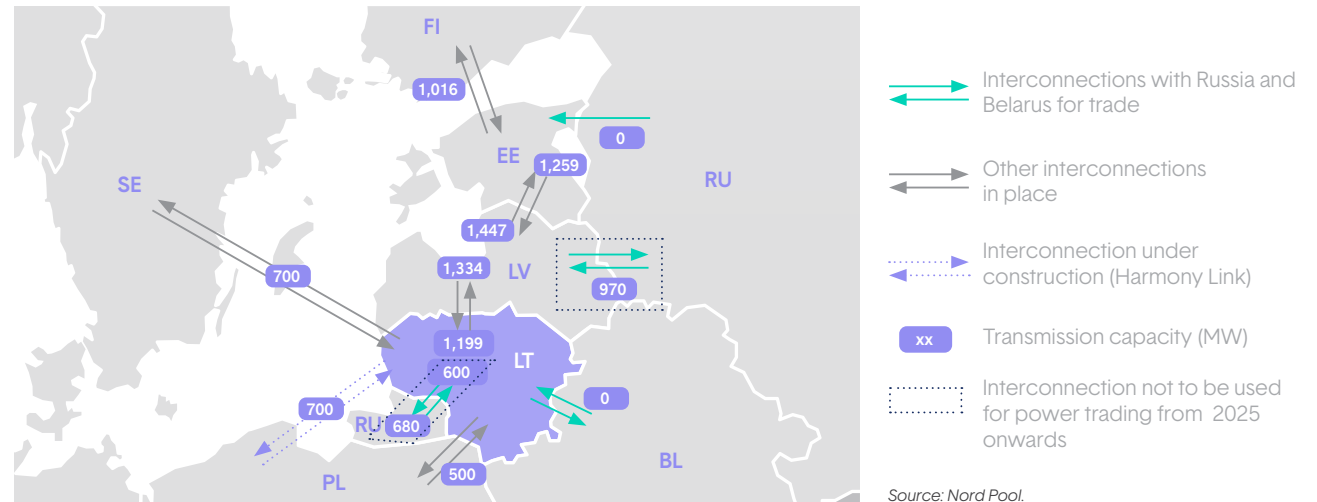 FI
1,016
0
EE
1,259
SE
RU
1,447
1,334
LV
700
970
1,199
LT
600
0
700
RU
680
BL
500
PL
Interconnections with Russia and
Belarus for trade
Other interconnections
in place
Interconnection under
construction (Harmony Link)
xx
Transmission capacity (MW)
Interconnection not to be used
for power trading from 2025
onwards
Source: Nord Pool.